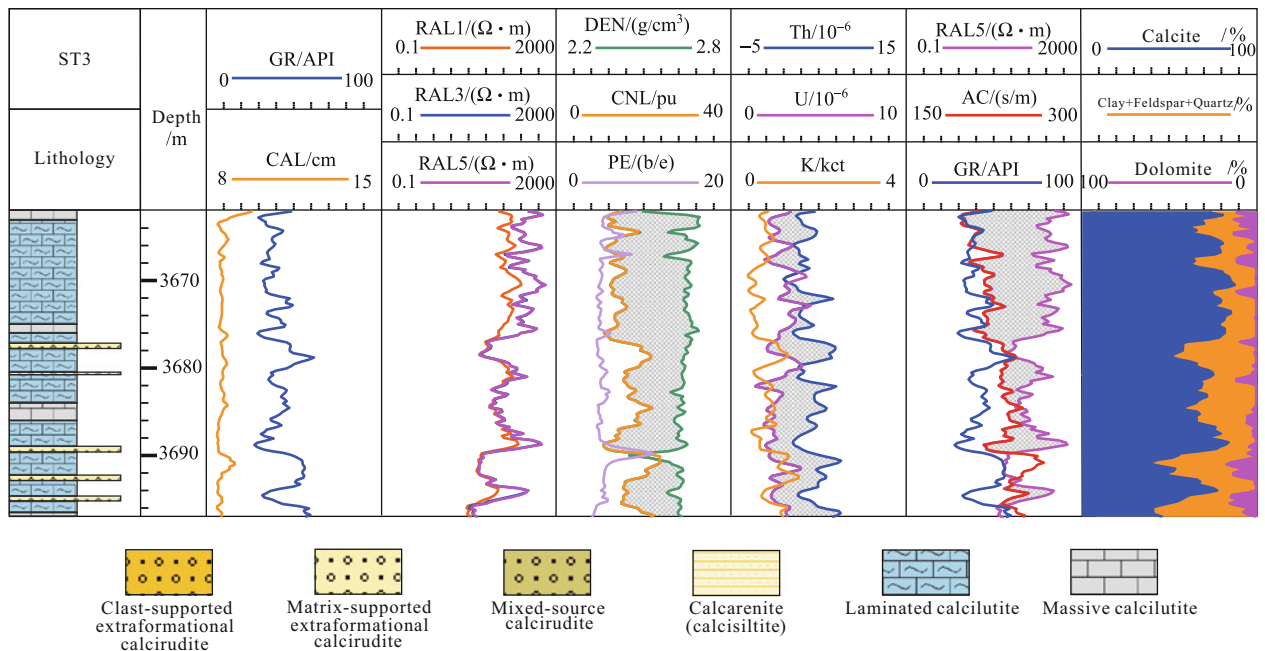 ST3
Lithology
Depth
/m
GR/API
0 100
CAL/cm
8 15
RAL1/(Ω • m)
0.1 2000
RAL3/(Ω • m)
0.1 2000
RAL5/(Ω • m)
0.1 2000
DEN/(g/cm³)
2.2 2.8
CNL/pu
0 40
PE/(b/e)
0 20
Th/10⁻⁶
−5 15
U/10⁻⁶
0 10
K/kct
0 4
RAL5/(Ω • m)
0.1 2000
AC/(s/m)
150 300
GR/API
0 100
Calcite /%
0 100
Clay+Feldspar+Quartz/%
Dolomite /%
100 0
3670
3680
3690
Clast-supported
extraformational
calcirudite
Matrix-supported
extraformational
calcirudite
Mixed-source
calcirudite
Calcarenite
(calcisiltite)
Laminated calcilutite
Massive calcilutite